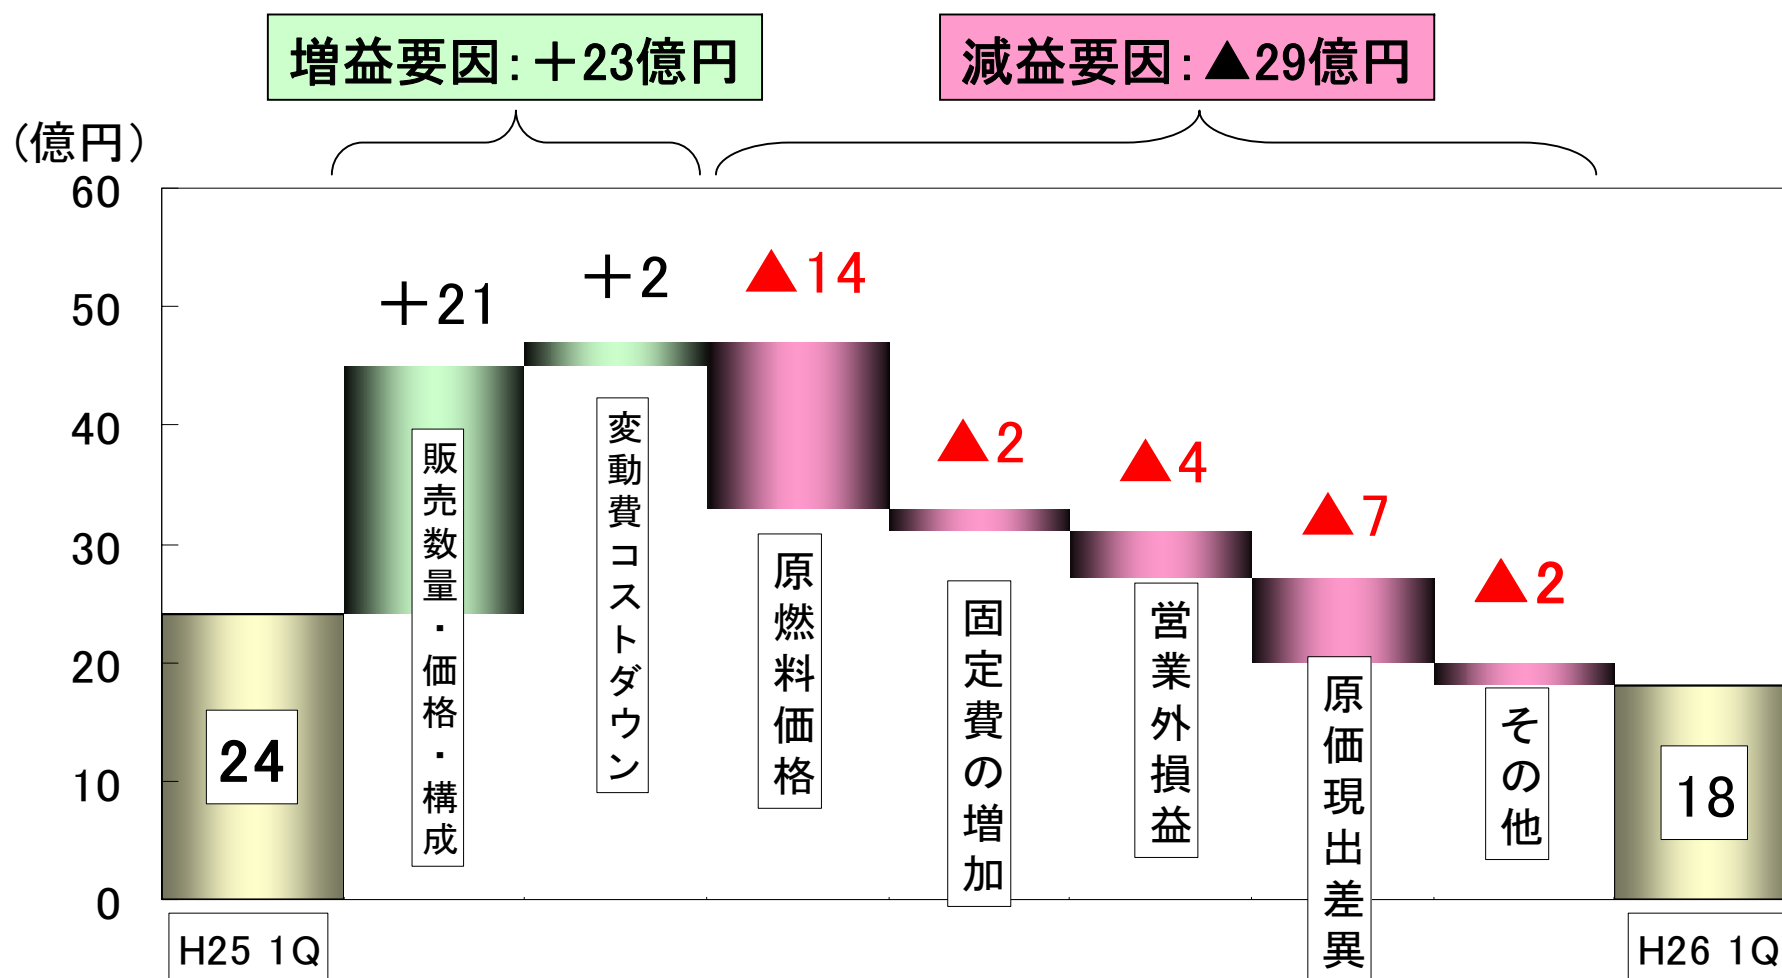 増益要因:＋23億円
減益要因:▲29億円
(億円)
60
50
40
30
20
10
0
＋21
＋2
▲14
▲2
▲4
▲7
▲2
24
販売数量・価格・構成
変動費コストダウン
原燃料価格
固定費の増加
営業外損益
原価現出差異
その他
18
H25 1Q
H26 1Q